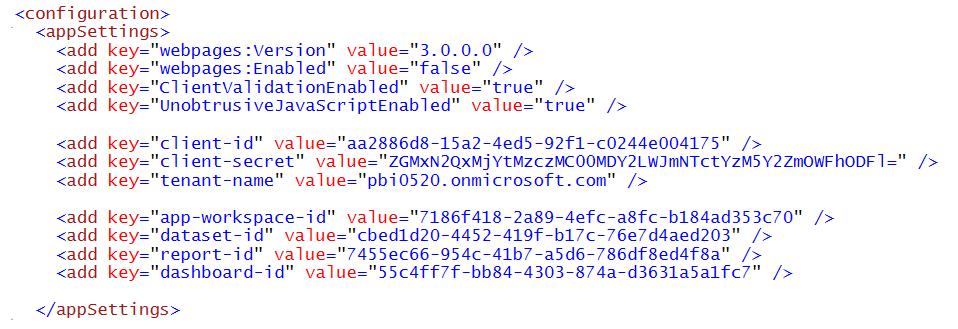 <configuration>
<appSettings>
<add key="webpages:Version" value="3.0.0.0" />
<add key="webpages:Enabled" value="false" />
<add key="ClientValidationEnabled" value="true" />
<add key="UnobtrusiveJavaScriptEnabled" value="true" />
<add key="client-id" value="aa2886d8-15a2-4ed5-92f1-c0244e004175" />
<add key="client-secret" value="ZGMxN2QxMjYtMzczMC00MDY2LWJmNTctYzM5Y2ZmOWFhODFl=" />
<add key="tenant-name" value="pbi0520.onmicrosoft.com" />
<add key="app-workspace-id" value="7186f418-2a89-4efc-a8fc-b184ad353c70" />
<add key="dataset-id" value="cbed1d20-4452-419f-b17c-76e7d4aed203" />
<add key="report-id" value="7455ec66-954c-41b7-a5d6-786df8ed4f8a" />
<add key="dashboard-id" value="55c4ff7f-bb84-4303-874a-d3631a5a1fc7" />
</appSettings>